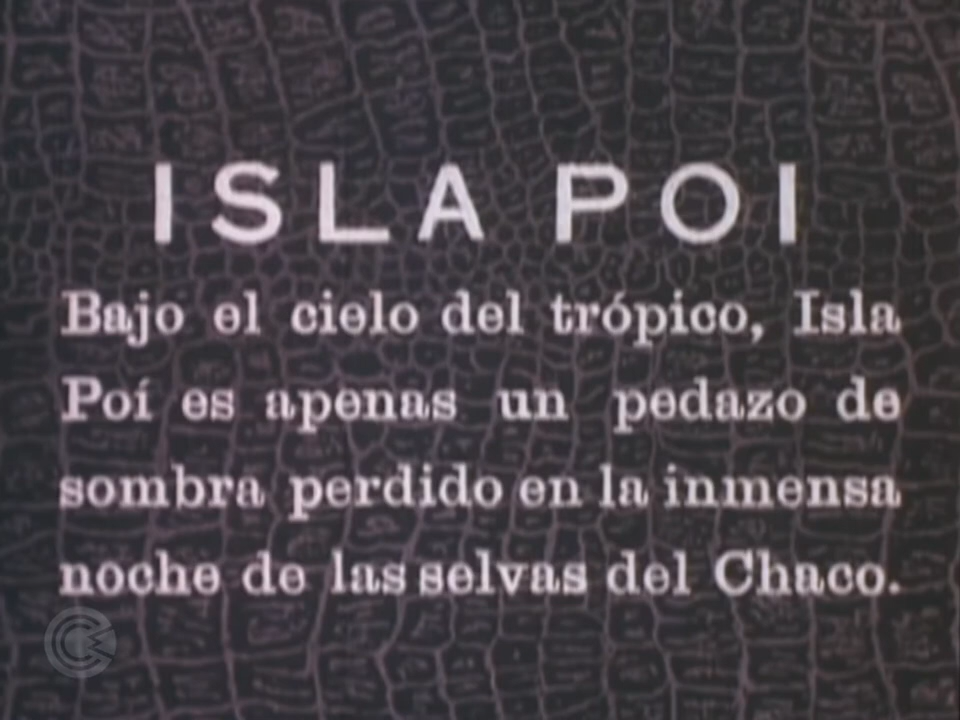 ISLA POI
Bajo el cielo del trópico, Isla
Poí es apenas un pedazo de
sombra perdido en la inmensa
noche de las selvas del Chaco.